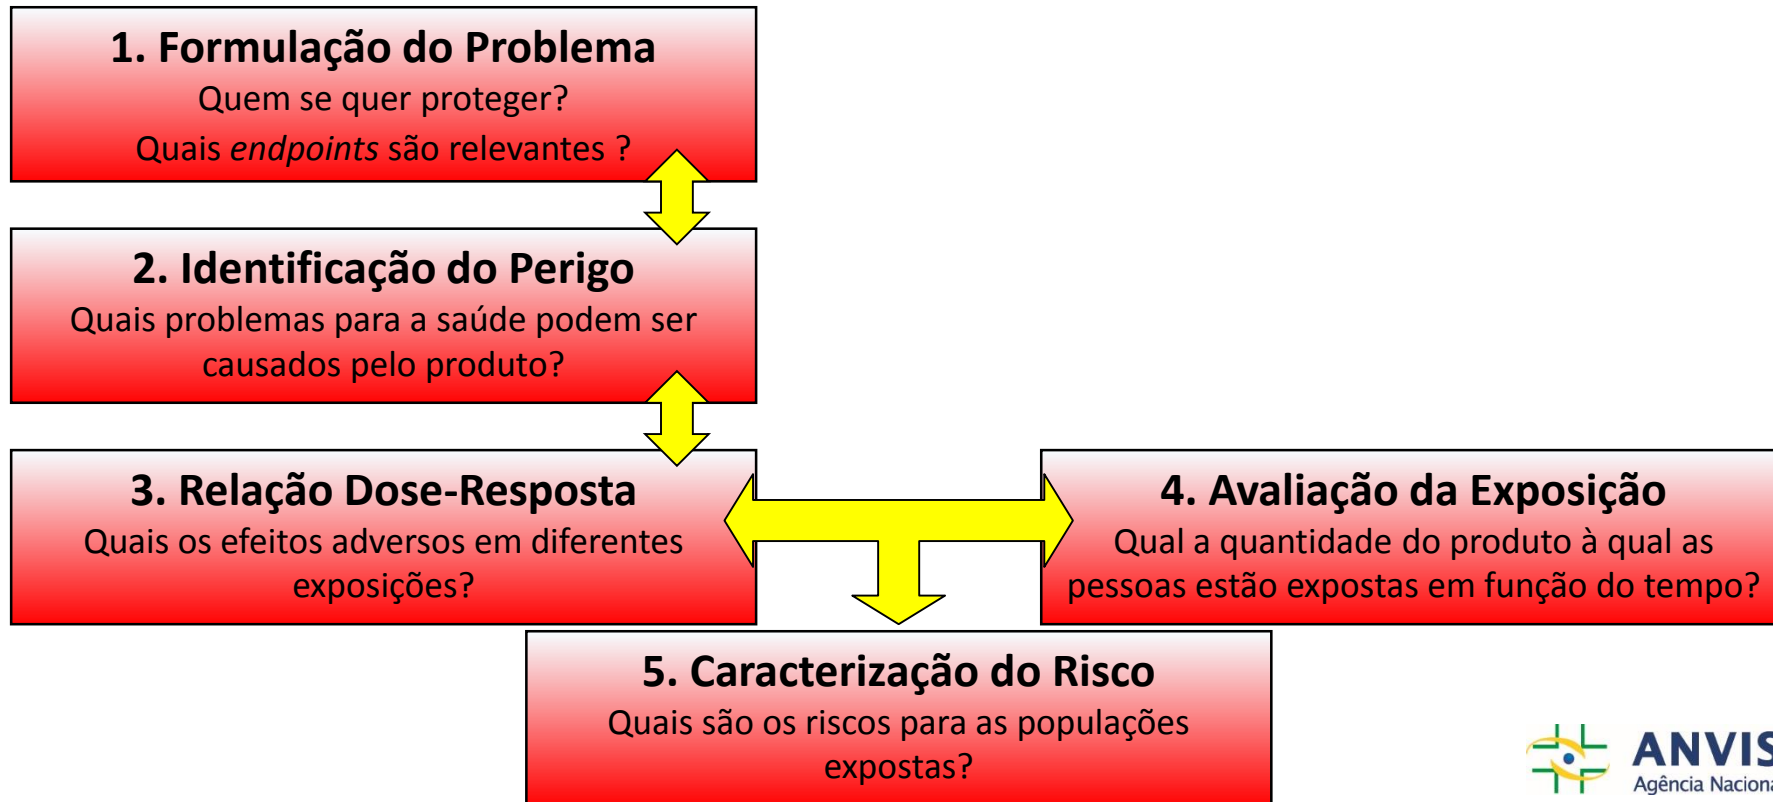 1. Formulação do Problema
Quem se quer proteger?
Quais endpoints são relevantes ?
2. Identificação do Perigo
Quais problemas para a saúde podem ser
causados pelo produto?
3. Relação Dose-Resposta
Quais os efeitos adversos em diferentes
exposições?
4. Avaliação da Exposição
Qual a quantidade do produto à qual as
pessoas estão expostas em função do tempo?
5. Caracterização do Risco
Quais são os riscos para as populações
expostas?
ANVIS
Agência Naciona